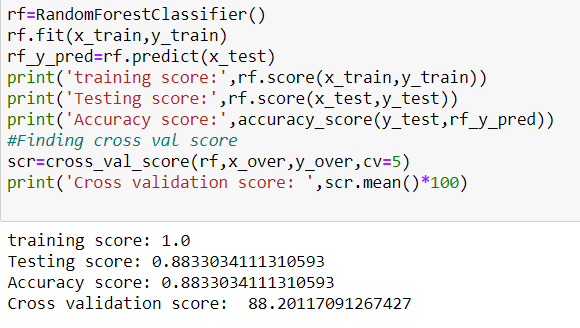 rf=RandomForestClassifier()
rf.fit(x_train,y_train)
rf_y_pred=rf.predict(x_test)
print('training score:',rf.score(x_train,y_train))
print('Testing score:',rf.score(x_test,y_test))
print('Accuracy score:',accuracy_score(y_test,rf_y_pred))
#Finding cross val score
scr=cross_val_score(rf,x_over,y_over,cv=5)
print('Cross validation score: ',scr.mean()*100)
training score: 1.0
Testing score: 0.8833034111310593
Accuracy score: 0.8833034111310593
Cross validation score:  88.20117091267427